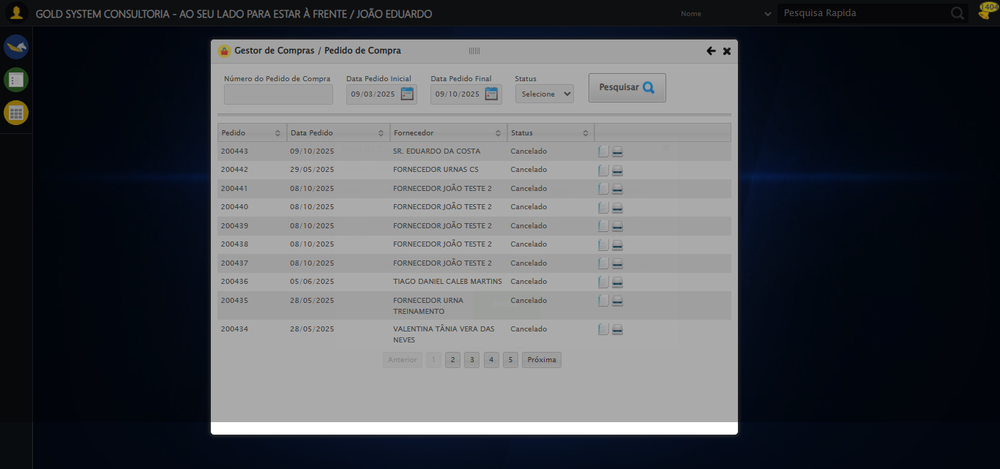 GOLD SYSTEM CONSULTORIA - AO SEU LADO PARA ESTAR À FRENTE / JOÃO EDUARDO
Nome
Pesquisa Rapida
1404
Gestor de Compras / Pedido de Compra
Número do Pedido de Compra
Data Pedido Inicial
Data Pedido Final
Status
09/03/2025
09/10/2025
Selecione
Pesquisar
Pedido Data Pedido Fornecedor Status
200443 09/10/2025 SR. EDUARDO DA COSTA Cancelado
200442 29/05/2025 FORNECEDOR URNAS CS Cancelado
200441 08/10/2025 FORNECEDOR JOÃO TESTE 2 Cancelado
200440 08/10/2025 FORNECEDOR JOÃO TESTE 2 Cancelado
200439 08/10/2025 FORNECEDOR JOÃO TESTE 2 Cancelado
200438 08/10/2025 FORNECEDOR JOÃO TESTE 2 Cancelado
200437 08/10/2025 FORNECEDOR JOÃO TESTE 2 Cancelado
200436 05/06/2025 TIAGO DANIEL CALEB MARTINS Cancelado
200435 28/05/2025 FORNECEDOR URNA Cancelado
TREINAMENTO
200434 28/05/2025 VALENTINA TÂNIA VERA DAS Cancelado
NEVES
Anterior 1 2 3 4 5 Próxima